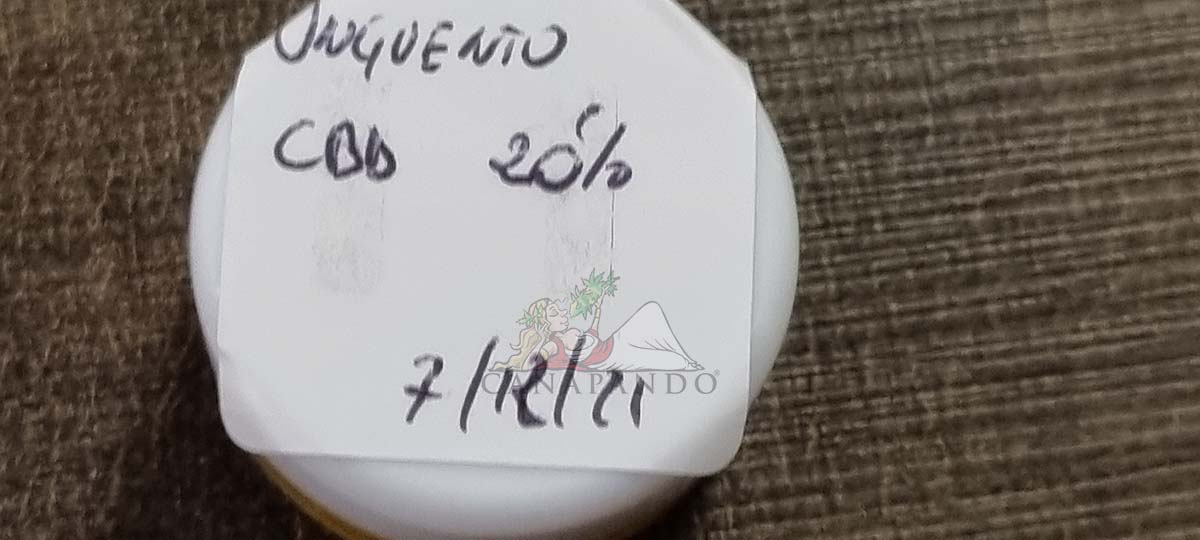 UNGUENTO
CBD 20%
7/12/21
CANAPANDO®